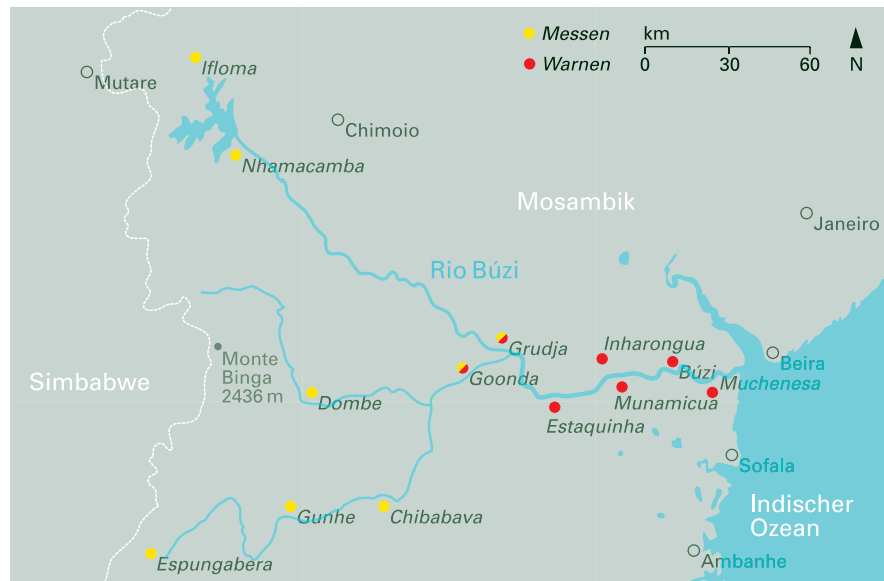 Messen
km
Warnen
0
30
60
N
Ifloma
Mutare
Chimoio
Nhamacamba
Mosambik
Janeiro
Rio Búzi
Grudja
Inharongua
Beira
Monte
Binga
2436 m
Goonda
Búzi
Simbabwe
Muchenesa
Dombe
Munamicua
Estaquinha
Sofala
Gunhe
Chibabava
Indischer
Ozean
Espungabera
Ambanhe